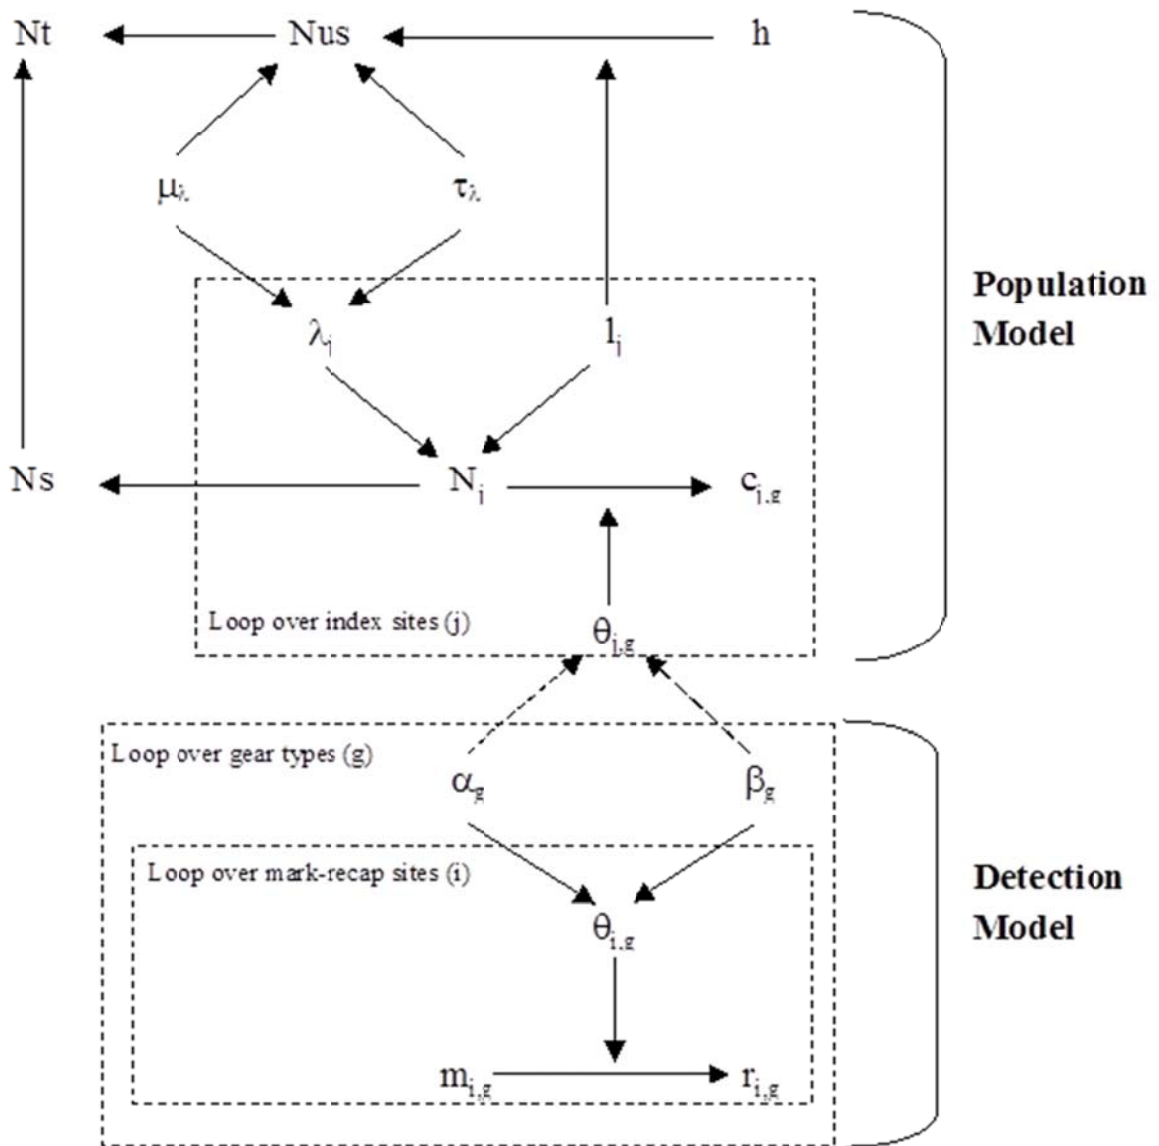 Nt Nus h
μλ τλ
λj lj
Population
Model
Ns Nj cj,g
Loop over index sites (j)
θj,g
Loop over gear types (g)
αg βg
Loop over mark-recap sites (i)
Detection
Model
θi,g
mi,g ri,g